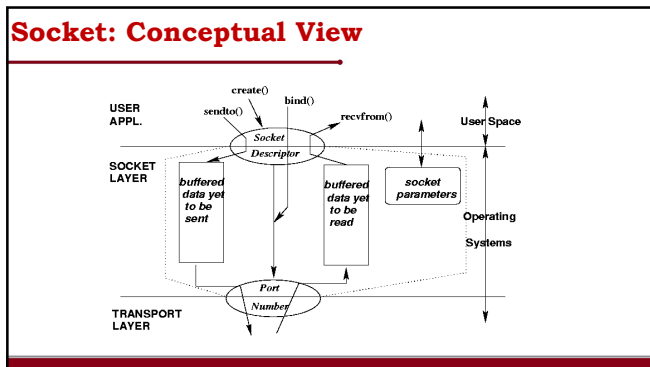 Socket: Conceptual View
create()
bind()
sendto()
recvfrom()
USER
APPL.
User Space
Socket
Descriptor
SOCKET
LAYER
buffered
data yet
to be
sent
buffered
data yet
to be
read
socket
parameters
Operating
Systems
Port
Number
TRANSPORT
LAYER